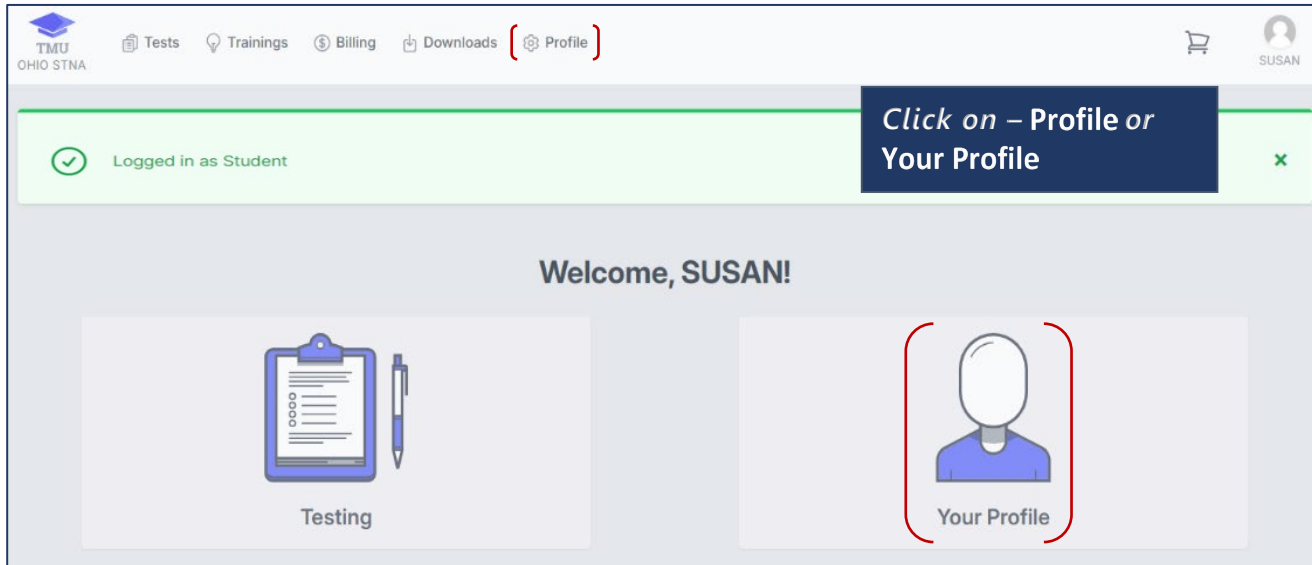 TMU
OHIO STNA
Tests Trainings Billing Downloads Profile
SUSAN
Click on – Profile or
Your Profile
Logged in as Student
Welcome, SUSAN!
Testing
Your Profile